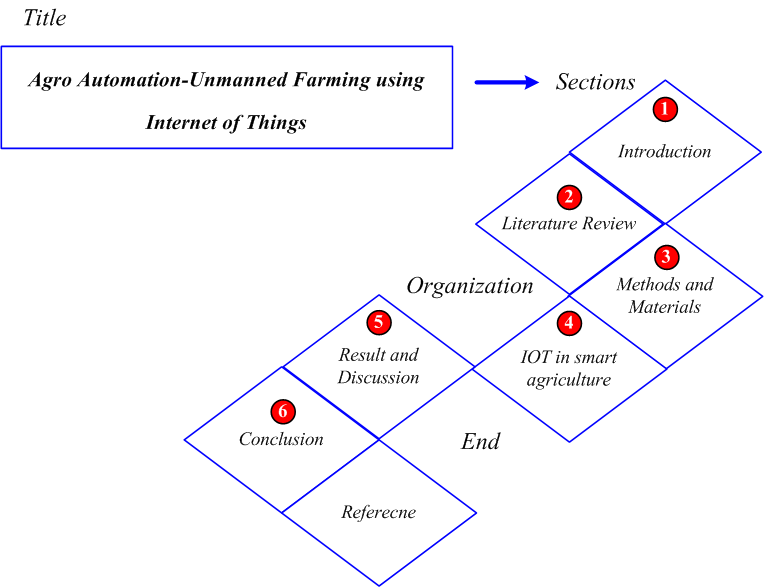 Title
Agro Automation-Unmanned Farming using
Internet of Things
Sections
1
Introduction
2
Literature Review
3
Methods and
Materials
Organization
4
IOT in smart
agriculture
5
Result and
Discussion
6
Conclusion
End
Referecne